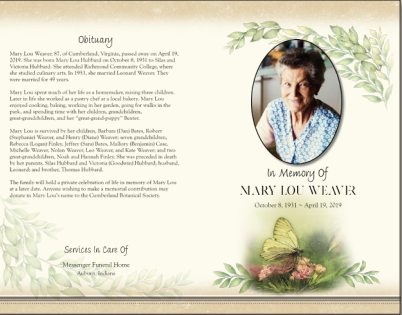 Obituary
Mary Lou Weaver, 87, of Cumberland, Virginia, passed away on April 19,
2019. She was born Mary Lou Hubbard on October 8, 1931 to Silas and
Victoria Hubbard. She attended Richmond Community College, where
she studied culinary arts. In 1951, she married Leonard Weaver. They
were married for 49 years.
Mary Lou spent much of her life as a homemaker, raising three children.
Later in life she worked as a pastry chef at a local bakery. Mary Lou
enjoyed cooking, baking, working in her garden, going for walks in the
park, and spending time with her children, grandchildren,
great-grandchildren, and her "great-grand-puppy" Baxter.
Mary Lou is survived by her children, Barbara (Dan) Bates, Robert
(Stephanie) Weaver, and Henry (Diane) Weaver; seven grandchildren,
Rebecca (Logan) Finley, Jeffrey (Sara) Bates, Mallory (Benjamin) Case,
Michelle Weaver, Nolan Weaver, Leo Weaver, and Kate Weaver; and two
great-grandchildren, Noah and Hannah Finley. She was preceded in death
by her parents, Silas Hubbard and Victoria (Goodwin) Hubbard; husband,
Leonard; and brother, Thomas Hubbard.
The family will hold a private celebration of life in memory of Mary Lou
at a later date. Anyone wishing to make a memorial contribution may
donate in Mary Lou's name to the Cumberland Botanical Society.
Services In Care Of
Messenger Funeral Home
Auburn, Indiana
In Memory Of
MARY LOU WEAVER
October 8, 1931 ~ April 19, 2019